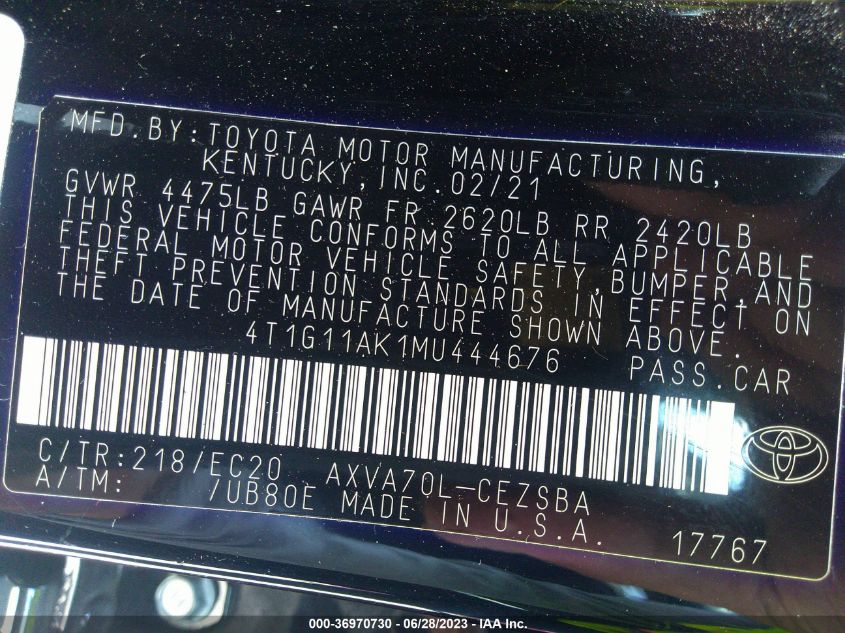 MFD.BY:TOYOTA MOTOR MANUFACTURING,
KENTUCKY,INC.02/21
GVWR 4475LB GAWR FR 2620LB RR 2420LB
THIS VEHICLE CONFORMS TO ALL APPLICABLE
FEDERAL MOTOR VEHICLE SAFETY,BUMPER,AND
THEFT PREVENTION STANDARDS IN EFFECT ON
THE DATE OF MANUFACTURE SHOWN ABOVE.
4T1G11AK1MU444676 PASS.CAR
C/TR:218/EC20 AXVA70L-CEZSBA
A/TM: /UB80E MADE IN U.S.A. 17767
000-36970730 - 06/28/2023 - IAA Inc.